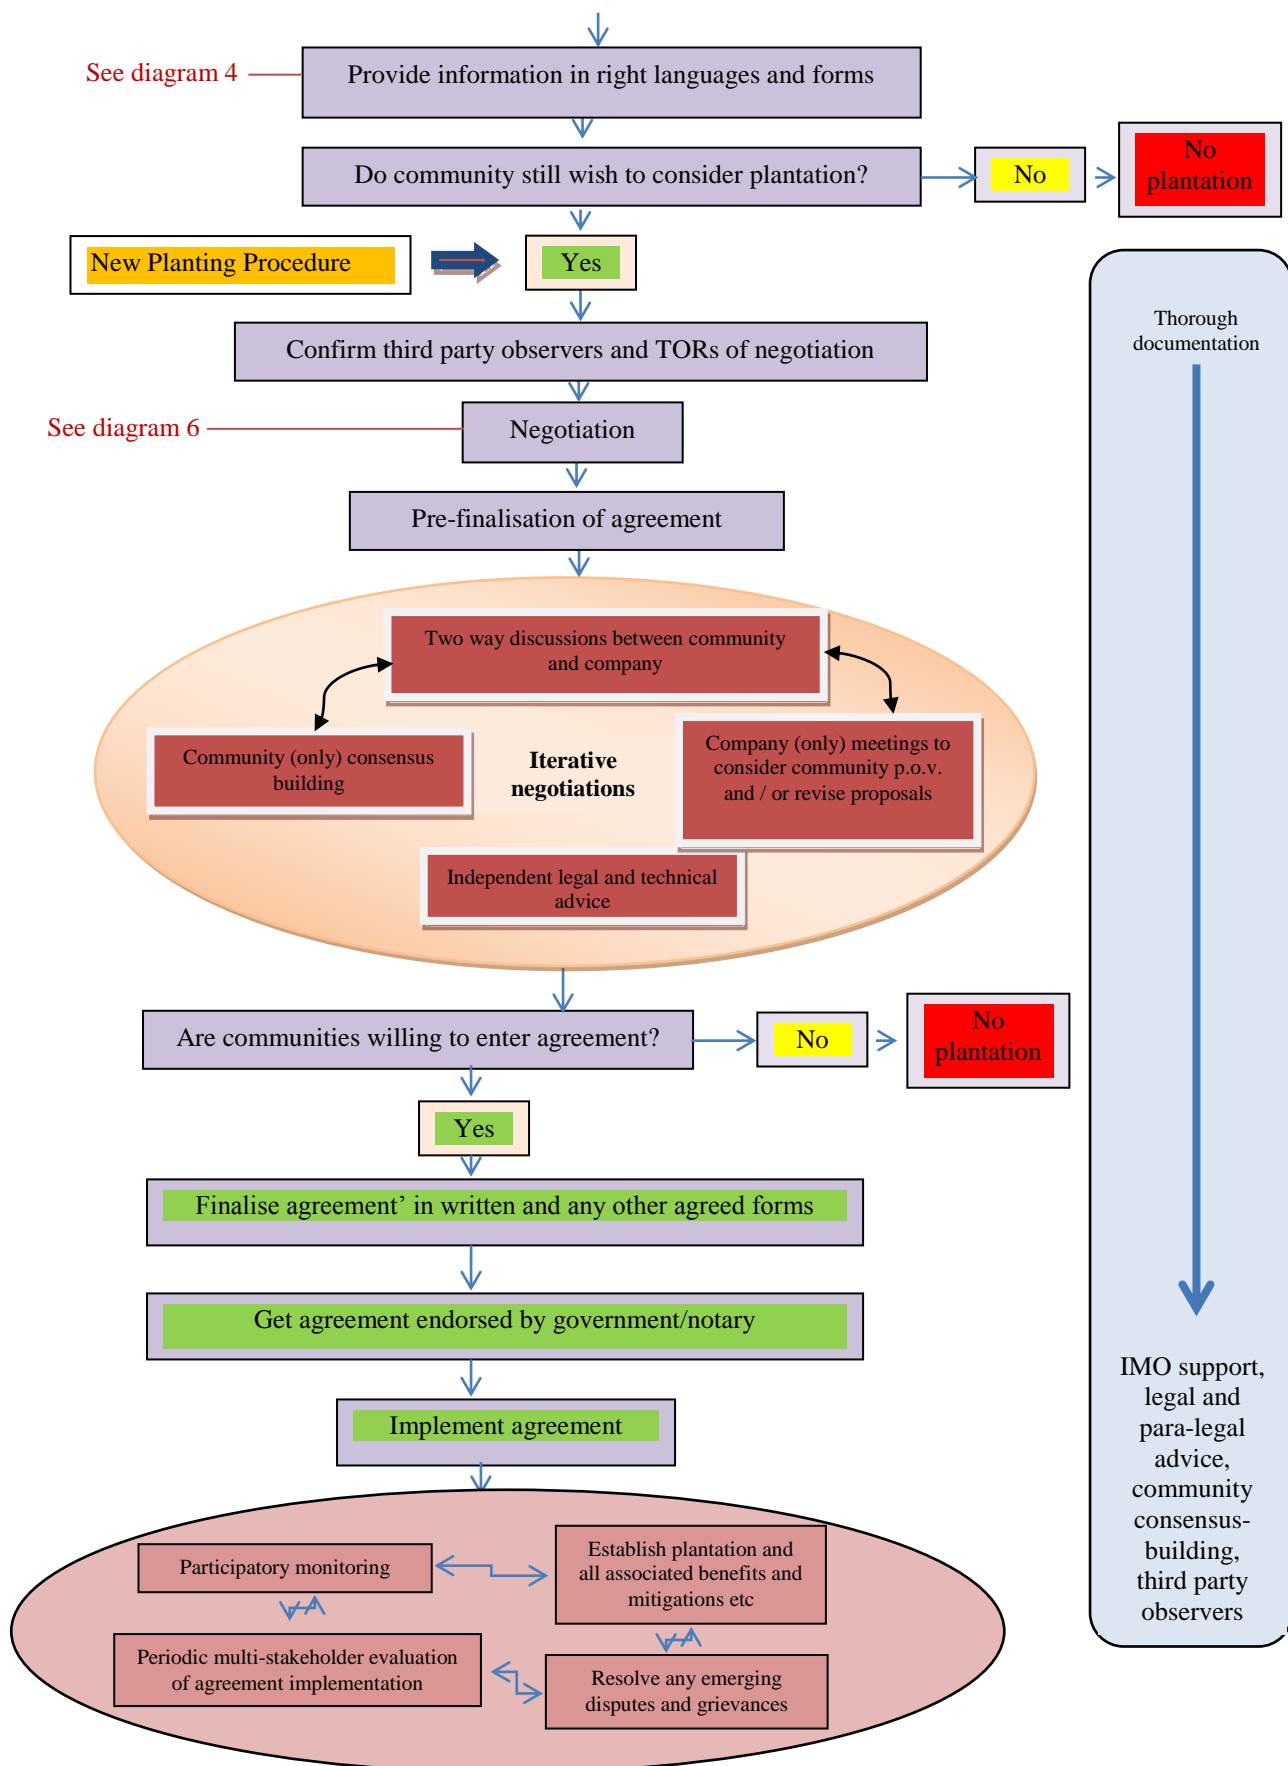 See diagram 4
Provide information in right languages and forms
Do community still wish to consider plantation?
No
No
plantation
New Planting Procedure
Yes
Thorough
documentation
Confirm third party observers and TORs of negotiation
See diagram 6
Negotiation
Pre-finalisation of agreement
Two way discussions between community
and company
Community (only) consensus
building
Iterative
negotiations
Company (only) meetings to
consider community p.o.v.
and / or revise proposals
Independent legal and technical
advice
Are communities willing to enter agreement?
No
No
plantation
Yes
Finalise agreement’ in written and any other agreed forms
Get agreement endorsed by government/notary
Implement agreement
IMO support,
legal and
para-legal
advice,
community
consensus-
building,
third party
observers
Participatory monitoring
Establish plantation and
all associated benefits and
mitigations etc
Periodic multi-stakeholder evaluation
of agreement implementation
Resolve any emerging
disputes and grievances